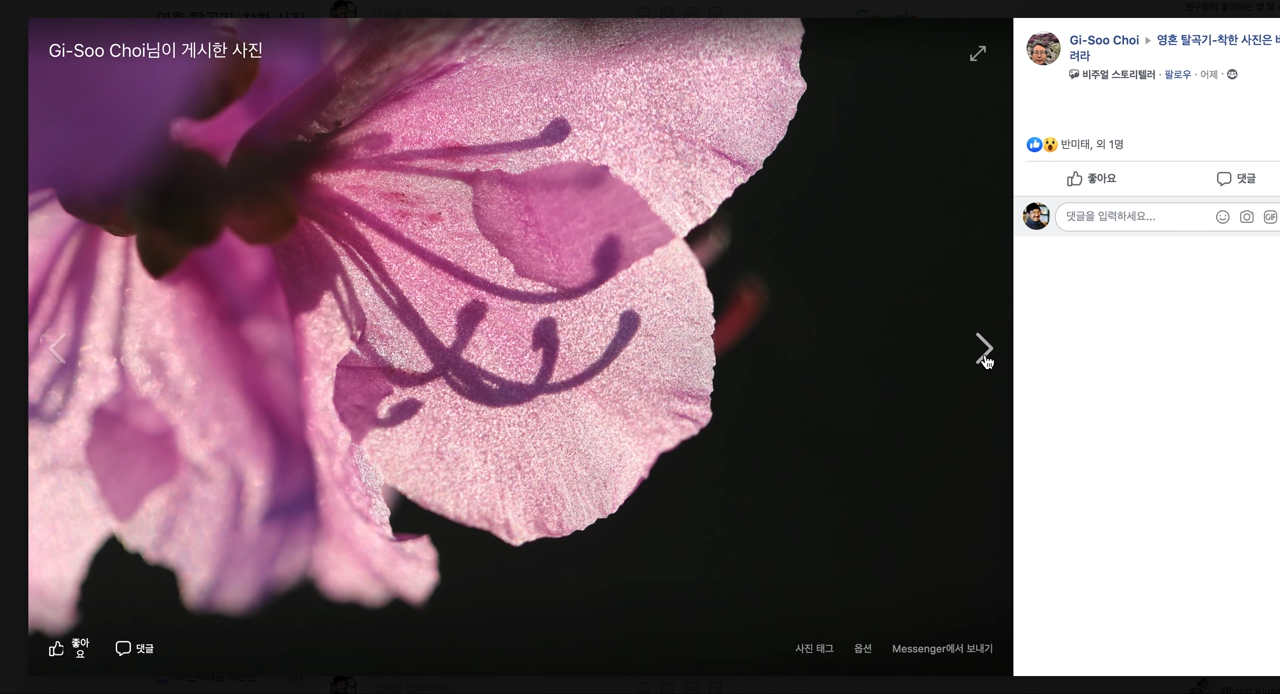 Gi-Soo Choi님이 게시한 사진
Gi-Soo Choi ▶ 영혼 탈곡기-착한 사진은 버
려라
비주얼 스토리텔러 · 팔로우 · 어제 ·
반미태, 외 1명
좋아요
댓글
댓글을 입력하세요...
GIF
좋아
요
댓글
사진 태그
옵션
Messenger에서 보내기